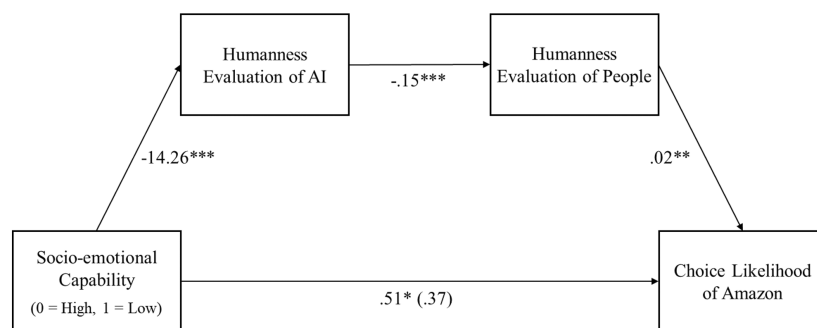 Humanness
Evaluation of AI
-.15***
Humanness
Evaluation of People
-14.26***
.02**
Socio-emotional
Capability
(0 = High, 1 = Low)
.51* (.37)
Choice Likelihood
of Amazon